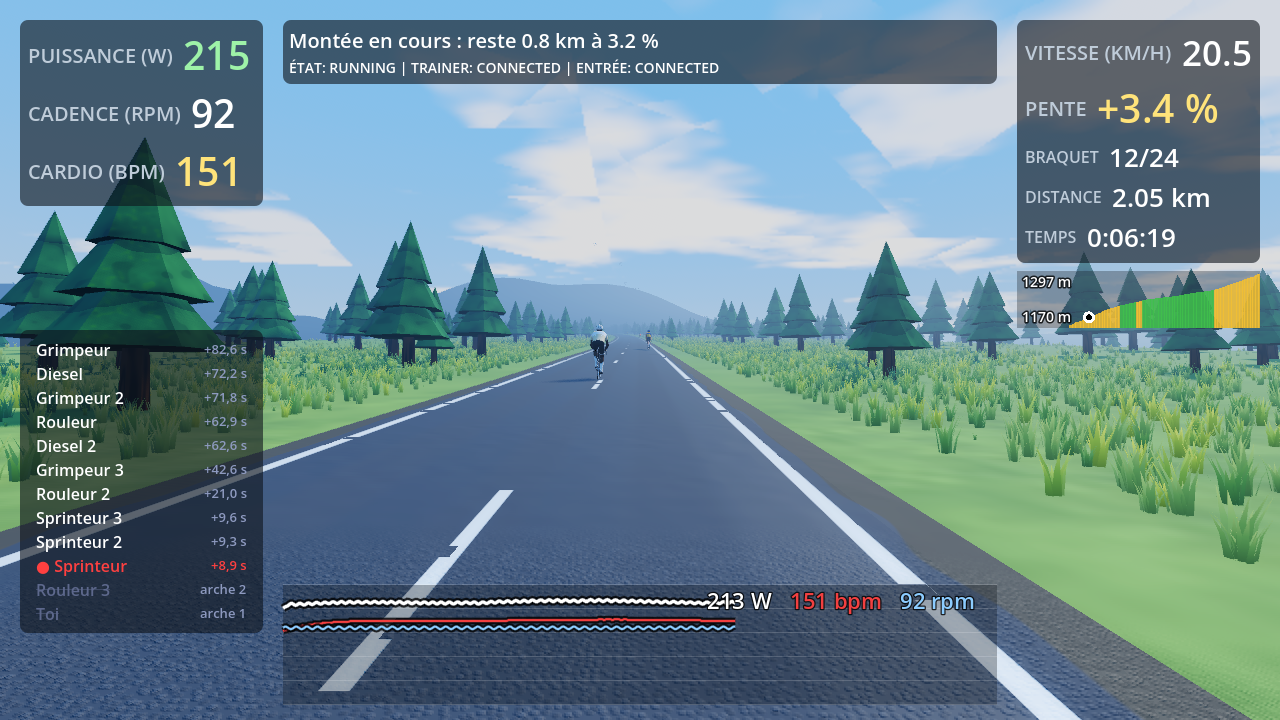 PUISSANCE (W) 215
CADENCE (RPM) 92
CARDIO (BPM) 151
Montée en cours : reste 0.8 km à 3.2 %
ÉTAT: RUNNING | TRAINER: CONNECTED | ENTRÉE: CONNECTED
VITESSE (KM/H) 20.5
PENTE +3.4 %
BRAQUET 12/24
DISTANCE 2.05 km
TEMPS 0:06:19
1297 m
1170 m
Grimpeur +82,6 s
Diesel +72,2 s
Grimpeur 2 +71,8 s
Rouleur +62,9 s
Diesel 2 +62,6 s
Grimpeur 3 +42,6 s
Rouleur 2 +21,0 s
Sprinteur 3 +9,6 s
Sprinteur 2 +9,3 s
Sprinteur +8,9 s
Rouleur 3 arche 2
Toi arche 1
213 W 151 bpm 92 rpm